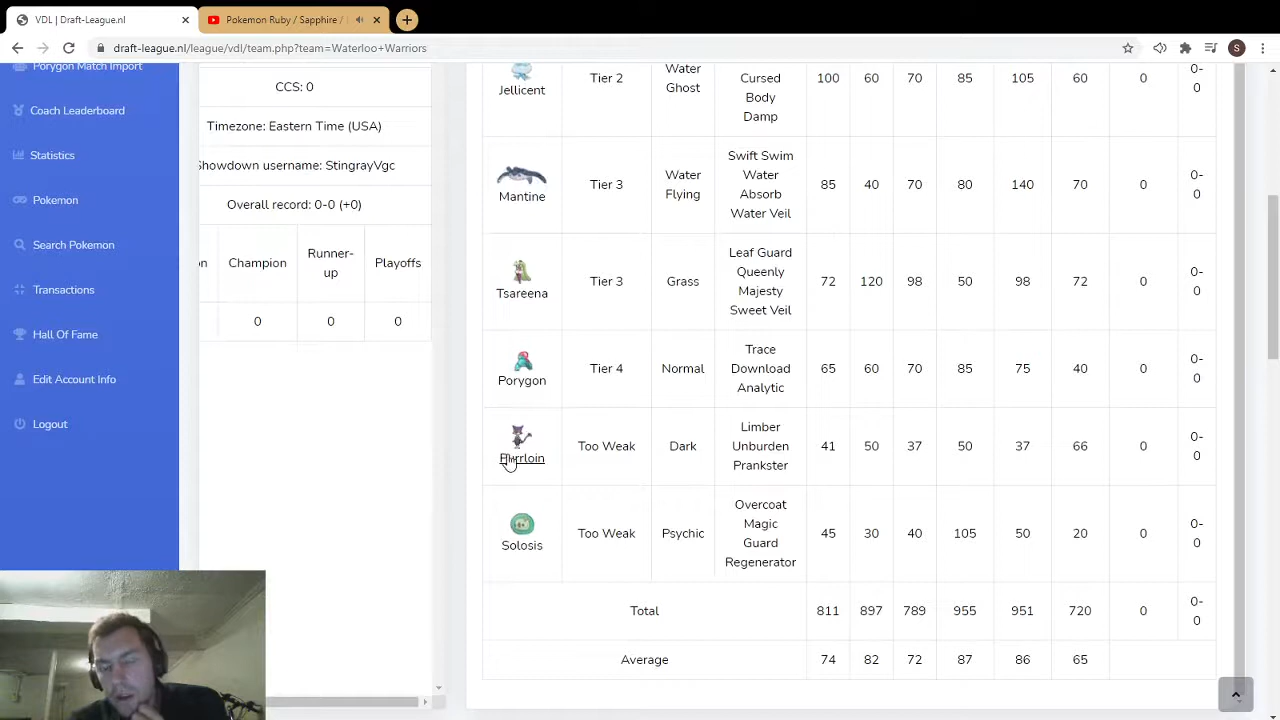 VDL | Draft-League.nl
Pokemon Ruby / Sapphire /
draft-league.nl/league/vdl/team.php?team=Waterloo+Warriors
S
Porygon Match Import
Coach Leaderboard
Statistics
Pokemon
Search Pokemon
Transactions
Hall Of Fame
Edit Account Info
Logout
CCS: 0
Timezone: Eastern Time (USA)
Showdown username: StingrayVgc
Overall record: 0-0 (+0)
on Champion Runner-up Playoffs
0 0 0
Jellicent Tier 2 Water Ghost Cursed Body Damp 100 60 70 85 105 60 0 0-0
Mantine Tier 3 Water Flying Swift Swim Water Absorb Water Veil 85 40 70 80 140 70 0 0-0
Tsareena Tier 3 Grass Leaf Guard Queenly Majesty Sweet Veil 72 120 98 50 98 72 0 0-0
Porygon Tier 4 Normal Trace Download Analytic 65 60 70 85 75 40 0 0-0
Purrloin Too Weak Dark Limber Unburden Prankster 41 50 37 50 37 66 0 0-0
Solosis Too Weak Psychic Overcoat Magic Guard Regenerator 45 30 40 105 50 20 0 0-0
Total 811 897 789 955 951 720 0 0-0
Average 74 82 72 87 86 65